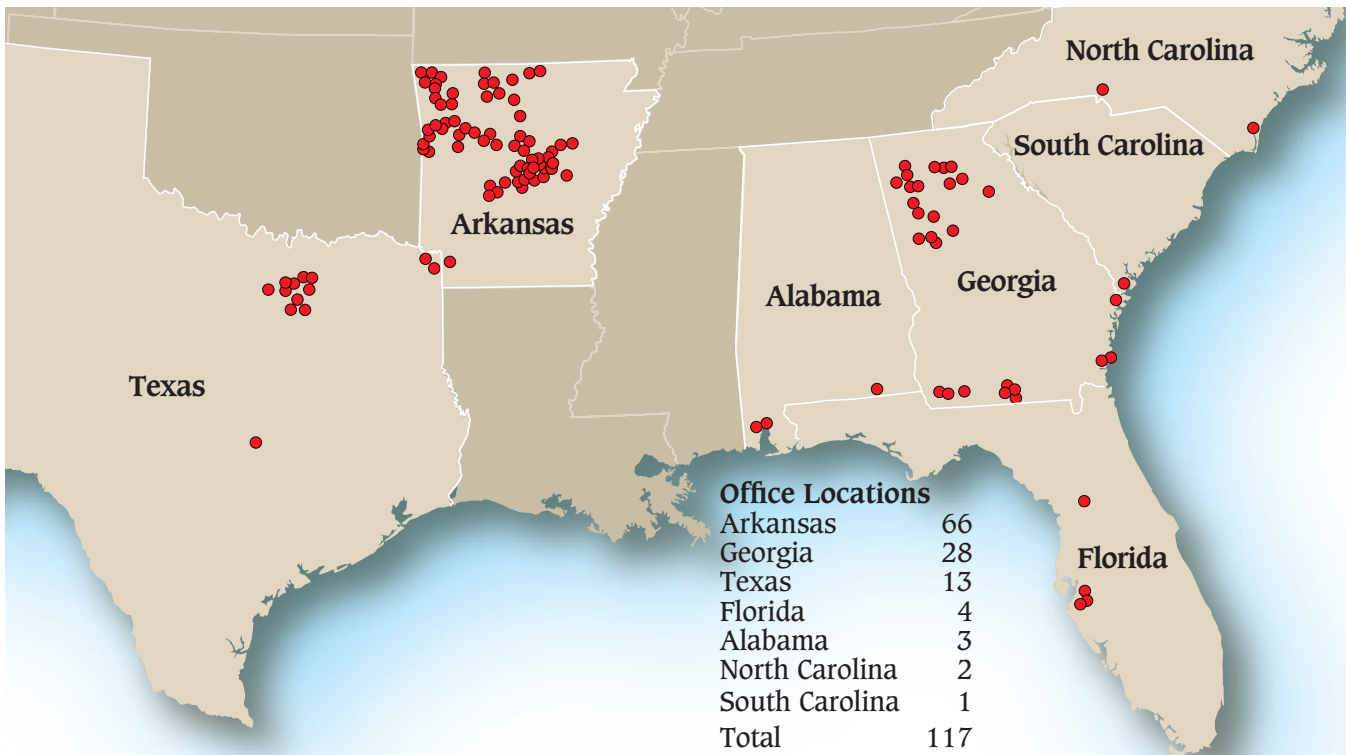 North Carolina
South Carolina
Arkansas
Alabama
Georgia
Texas
Florida
Office Locations
Arkansas 66
Georgia 28
Texas 13
Florida 4
Alabama 3
North Carolina 2
South Carolina 1
Total 117